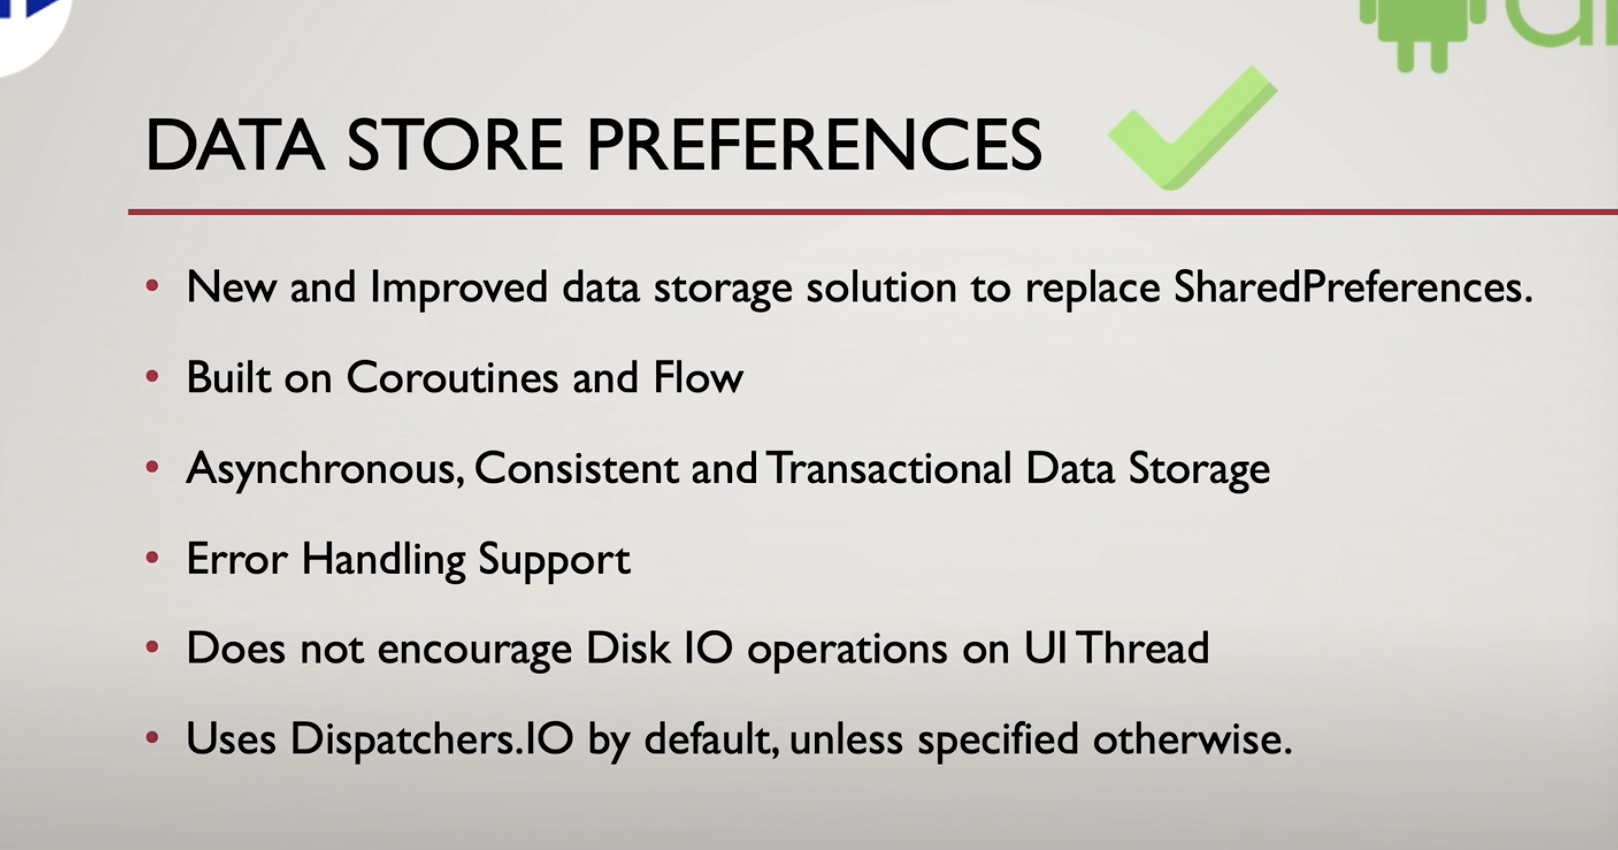 DATA STORE PREFERENCES
• New and Improved data storage solution to replace SharedPreferences.
• Built on Coroutines and Flow
• Asynchronous, Consistent and Transactional Data Storage
• Error Handling Support
• Does not encourage Disk IO operations on UI Thread
• Uses Dispatchers.IO by default, unless specified otherwise.